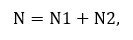 N = N1 + N2,